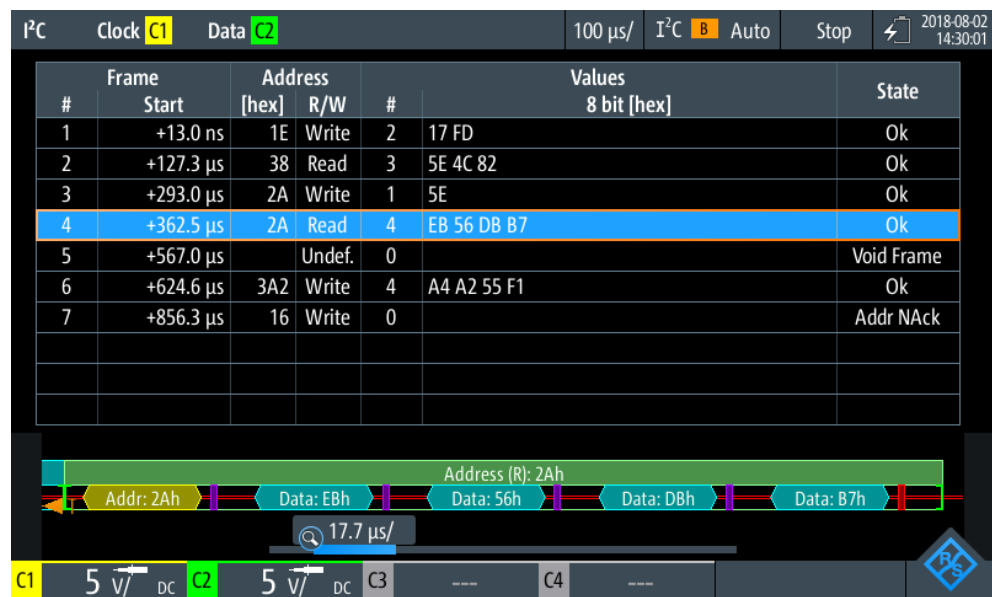 I²C Clock C1 Data C2 100 µs/ I²C B Auto Stop 2018-08-02
14:30:01
Frame Address Values State
# Start [hex] R/W # 8 bit [hex]
1 +13.0 ns 1E Write 2 17 FD Ok
2 +127.3 µs 38 Read 3 5E 4C 82 Ok
3 +293.0 µs 2A Write 1 5E Ok
4 +362.5 µs 2A Read 4 EB 56 DB B7 Ok
5 +567.0 µs Undef. 0 Void Frame
6 +624.6 µs 3A2 Write 4 A4 A2 55 F1 Ok
7 +856.3 µs 16 Write 0 Addr NAck
Address (R): 2Ah
T Addr: 2Ah Data: EBh Data: 56h Data: DBh Data: B7h
17.7 µs/
C1 5 V/ DC C2 5 V/ DC C3 --- C4 ---
R&S